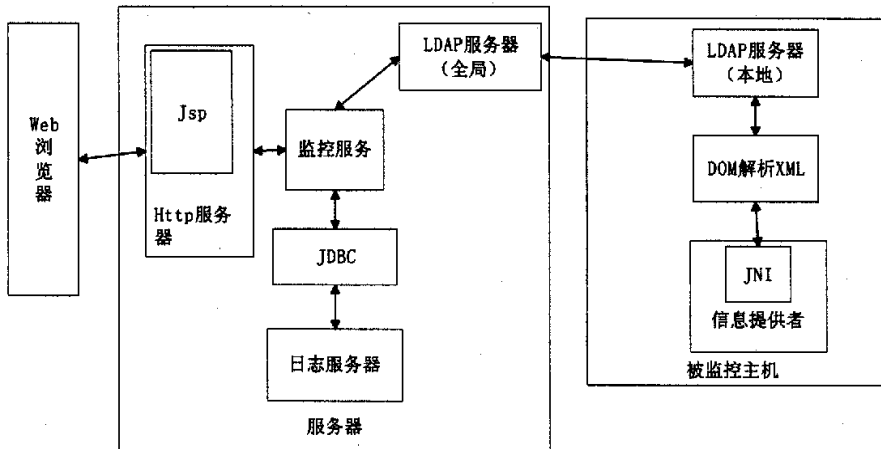 Web
浏
览
器
Jsp
Http服务
器
监控服务
LDAP服务器
(全局)
JDBC
日志服务器
服务器
LDAP服务器
(本地)
DOM解析XML
JNI
信息提供者
被监控主机